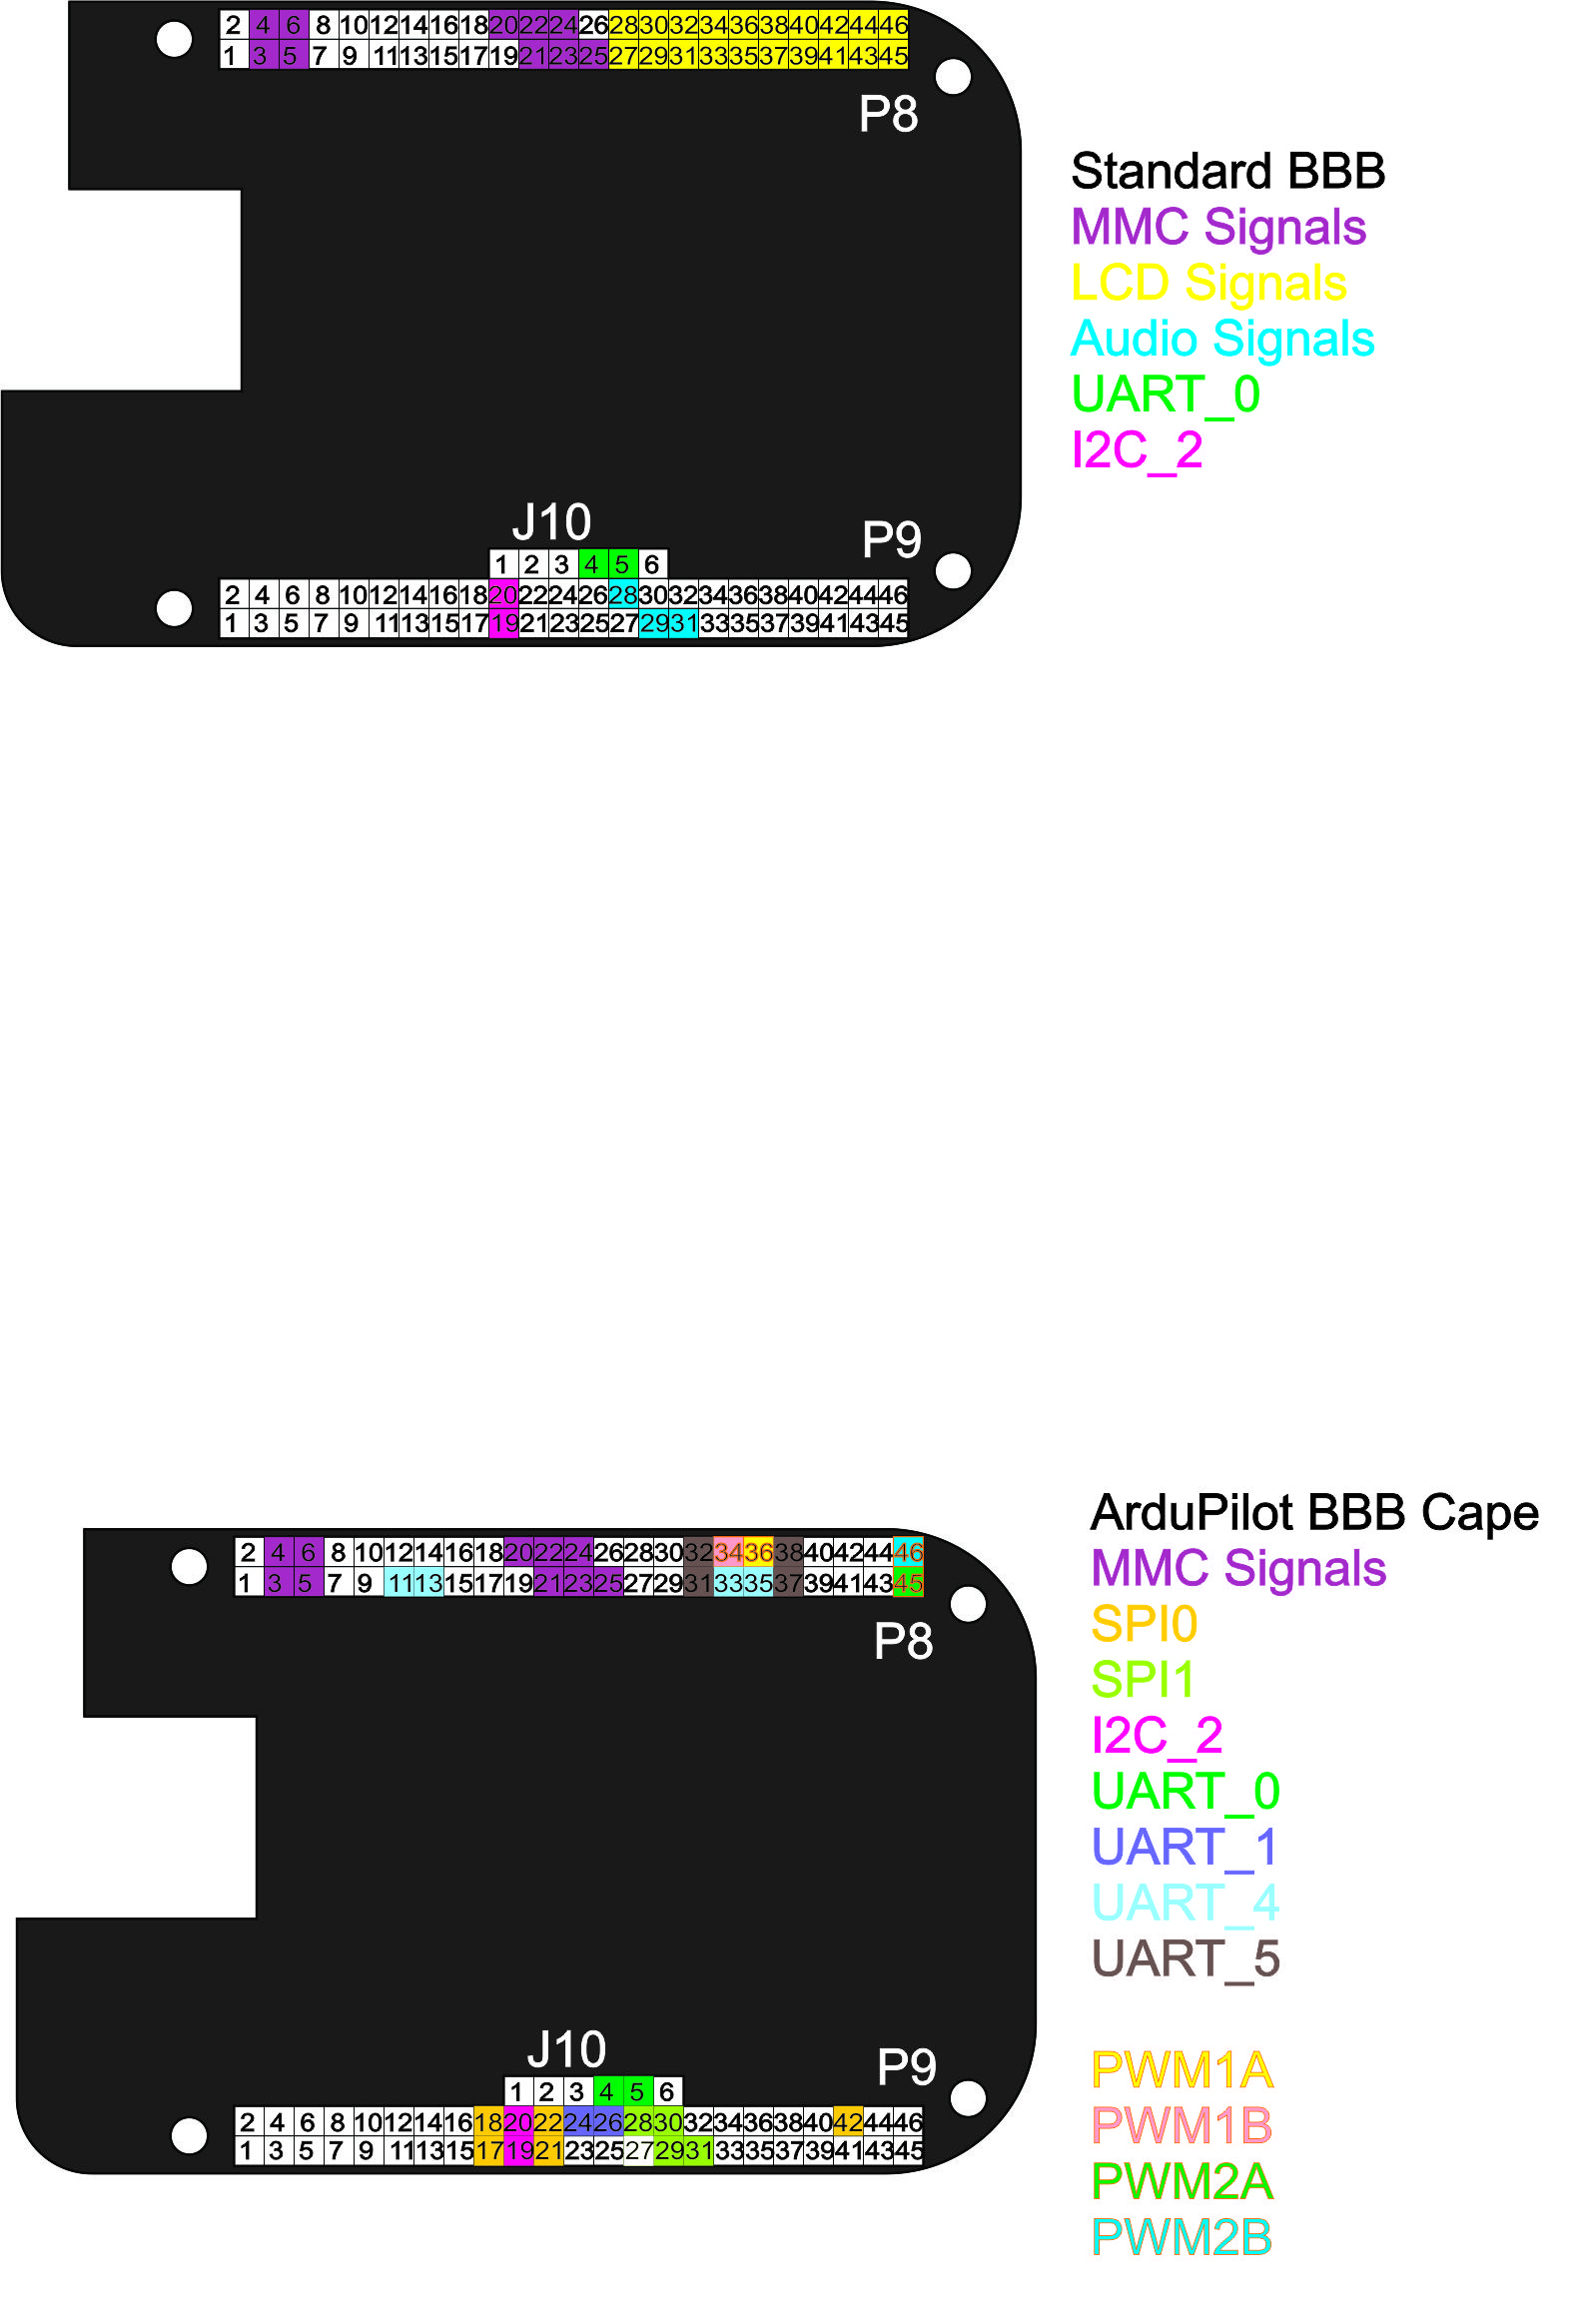 2 4 6 8 10 12 14 16 18 20 22 24 26 28 30 32 34 36 38 40 42 44 46
1 3 5 7 9 11 13 15 17 19 21 23 25 27 29 31 33 35 37 39 41 43 45
P8
Standard BBB
MMC Signals
LCD Signals
Audio Signals
UART_0
I2C_2
J10
P9
1 2 3 4 5 6
2 4 6 8 10 12 14 16 18 20 22 24 26 28 30 32 34 36 38 40 42 44 46
1 3 5 7 9 11 13 15 17 19 21 23 25 27 29 31 33 35 37 39 41 43 45
ArduPilot BBB Cape
MMC Signals
SPI0
SPI1
I2C_2
UART_0
UART_1
UART_4
UART_5
PWM1A
PWM1B
PWM2A
PWM2B
2 4 6 8 10 12 14 16 18 20 22 24 26 28 30 32 34 36 38 40 42 44 46
1 3 5 7 9 11 13 15 17 19 21 23 25 27 29 31 33 35 37 39 41 43 45
P8
J10
P9
1 2 3 4 5 6
2 4 6 8 10 12 14 16 18 20 22 24 26 28 30 32 34 36 38 40 42 44 46
1 3 5 7 9 11 13 15 17 19 21 23 25 27 29 31 33 35 37 39 41 43 45